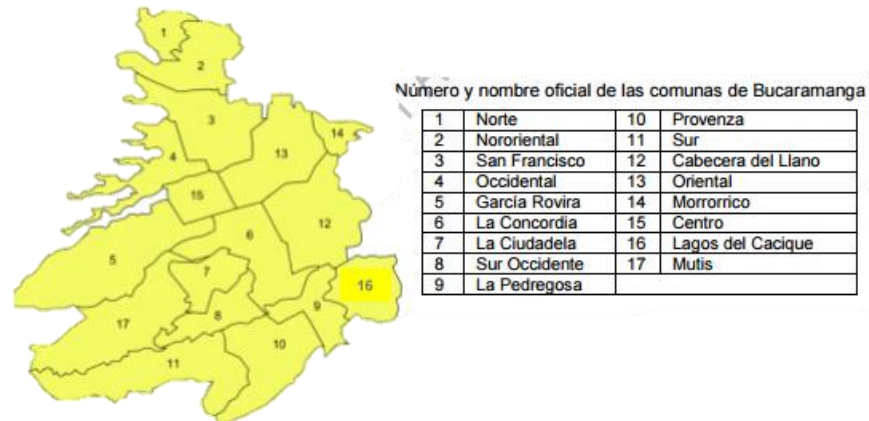 Número y nombre oficial de las comunas de Bucaramanga
1 Norte 10 Provenza
2 Nororiental 11 Sur
3 San Francisco 12 Cabecera del Llano
4 Occidental 13 Oriental
5 García Rovira 14 Morrorrico
6 La Concordia 15 Centro
7 La Ciudadela 16 Lagos del Cacique
8 Sur Occidente 17 Mutis
9 La Pedregosa
1
2
3
14
4
13
15
12
6
5
7
16
9
8
17
10
11